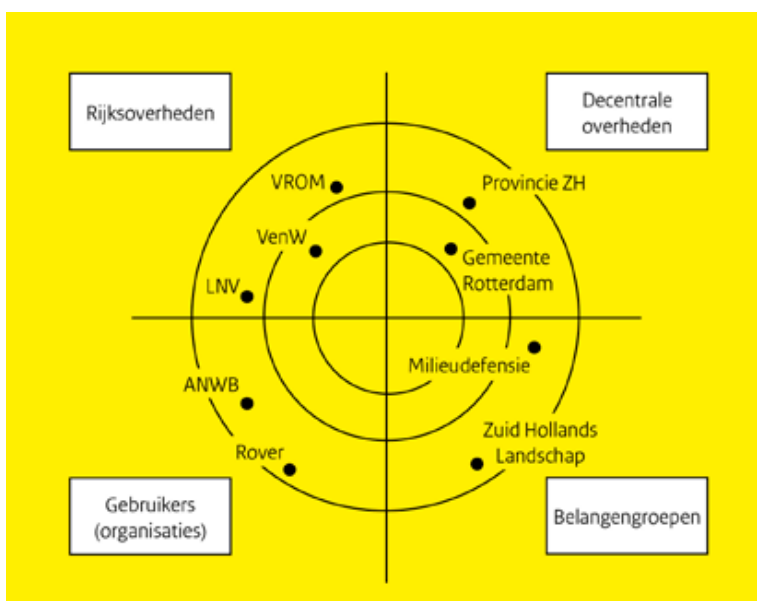 Rijksoverheden
Decentrale
overheden
VROM
Provincie ZH
VenW
Gemeente
Rotterdam
LNV
Milieudefensie
ANWB
Zuid Hollands
Landschap
Rover
Gebruikers
(organisaties)
Belangengroepen